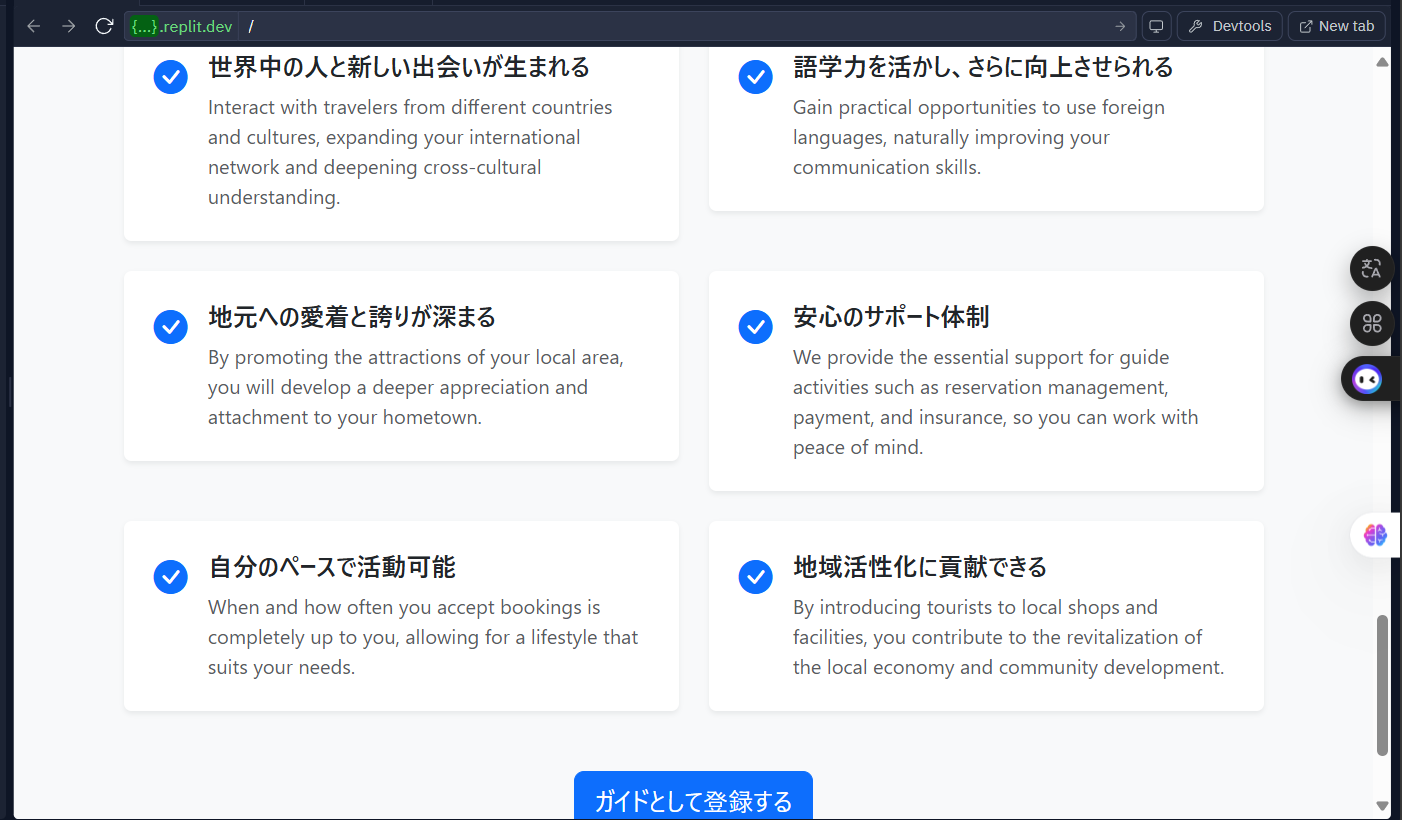 {...}.replit.dev /
Devtools
New tab
世界中の人と新しい出会いが生まれる
Interact with travelers from different countries
and cultures, expanding your international
network and deepening cross-cultural
understanding.
語学力を活かし、さらに向上させられる
Gain practical opportunities to use foreign
languages, naturally improving your
communication skills.
地元への愛着と誇りが深まる
By promoting the attractions of your local area,
you will develop a deeper appreciation and
attachment to your hometown.
安心のサポート体制
We provide the essential support for guide
activities such as reservation management,
payment, and insurance, so you can work with
peace of mind.
自分のペースで活動可能
When and how often you accept bookings is
completely up to you, allowing for a lifestyle that
suits your needs.
地域活性化に貢献できる
By introducing tourists to local shops and
facilities, you contribute to the revitalization of
the local economy and community development.
ガイドとして登録する